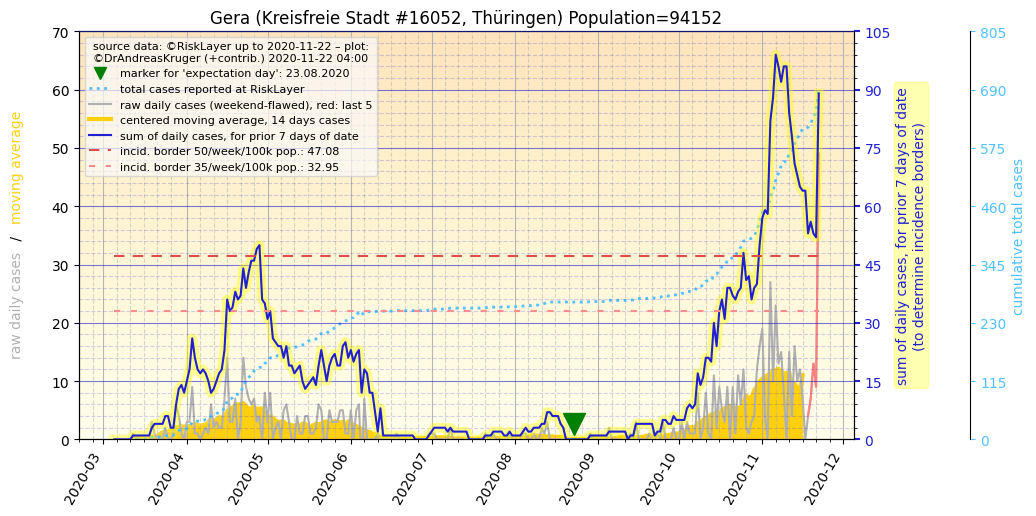 Gera (Kreisfreie Stadt #16052, Thüringen) Population=94152
source data: ©RiskLayer up to 2020-11-22 – plot:
©DrAndreasKruger (+contrib.) 2020-11-22 04:00
marker for 'expectation day': 23.08.2020
total cases reported at RiskLayer
raw daily cases (weekend-flawed), red: last 5
centered moving average, 14 days cases
sum of daily cases, for prior 7 days of date
incid. border 50/week/100k pop.: 47.08
incid. border 35/week/100k pop.: 32.95
raw daily cases / moving average
70
60
50
40
30
20
10
0
2020-03
2020-04
2020-05
2020-06
2020-07
2020-08
2020-09
2020-10
2020-11
2020-12
105
90
75
60
45
30
15
0
sum of daily cases, for prior 7 days of date
(to determine incidence borders)
805
690
575
460
345
230
115
0
cumulative total cases